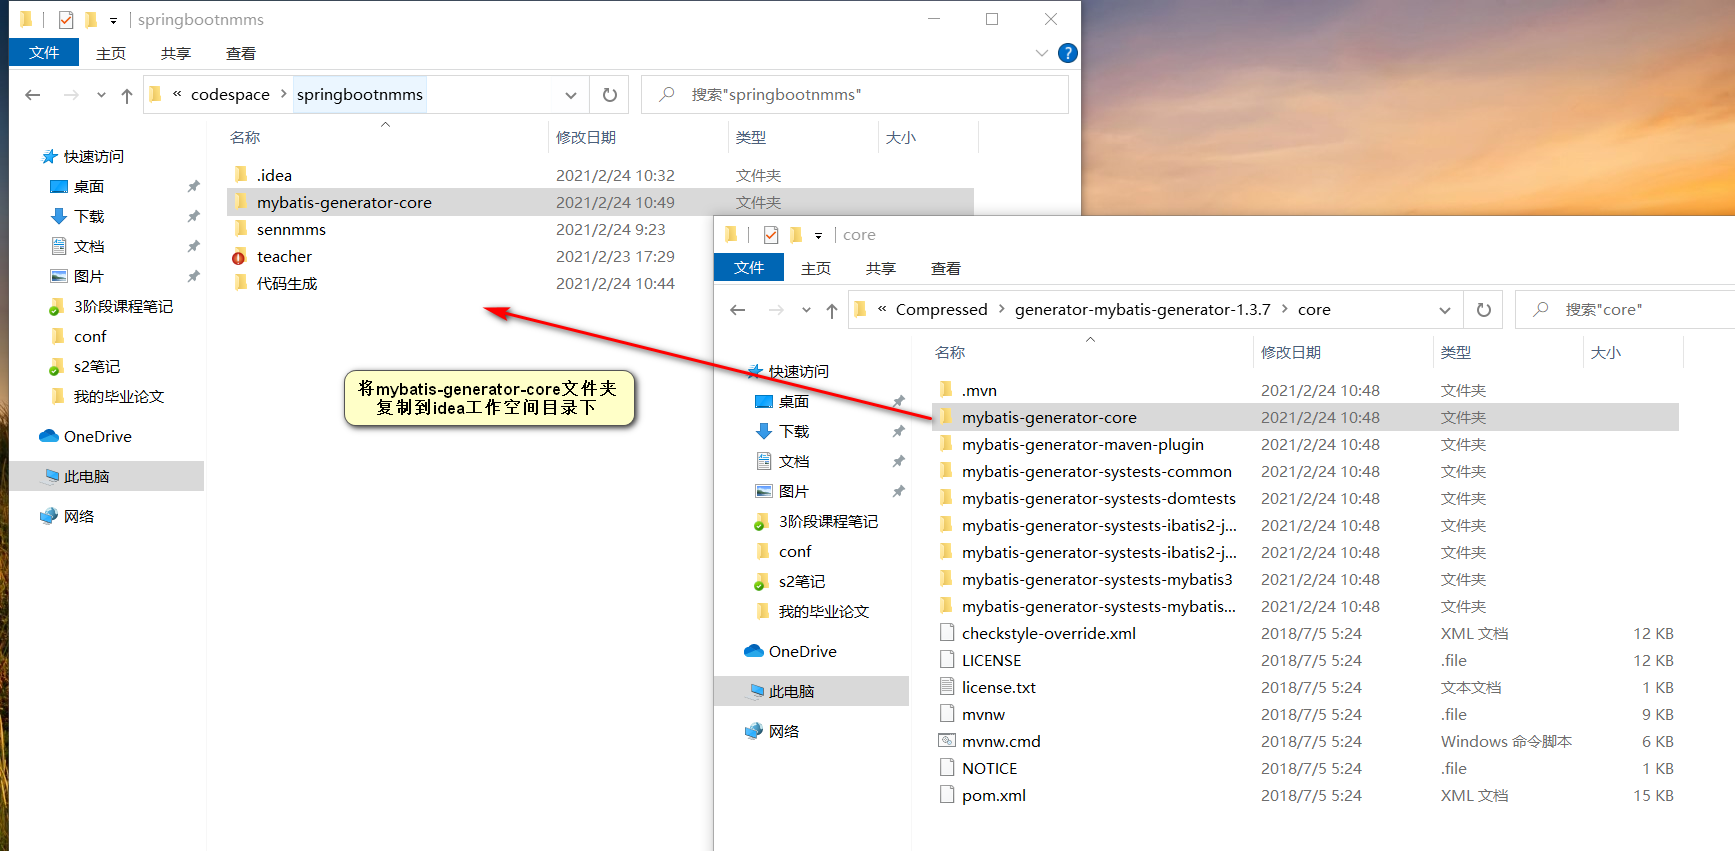 springbootnmms
文件 主页 共享 查看
« codespace › springbootnmms 搜索"springbootnmms"
名称 修改日期 类型 大小
快速访问
桌面
下载
文档
图片
3阶段课程笔记
conf
s2笔记
我的毕业论文
OneDrive
此电脑
网络
.idea 2021/2/24 10:32 文件夹
mybatis-generator-core 2021/2/24 10:49 文件夹
sennmms 2021/2/24 9:23
teacher 2021/2/23 17:29
代码生成 2021/2/24 10:44
将mybatis-generator-core文件夹
复制到idea工作空间目录下
core
文件 主页 共享 查看
« Compressed › generator-mybatis-generator-1.3.7 › core 搜索"core"
名称 修改日期 类型 大小
快速访问
桌面
下载
文档
图片
3阶段课程笔记
conf
s2笔记
我的毕业论文
OneDrive
此电脑
网络
.mvn 2021/2/24 10:48 文件夹
mybatis-generator-core 2021/2/24 10:48 文件夹
mybatis-generator-maven-plugin 2021/2/24 10:48 文件夹
mybatis-generator-systests-common 2021/2/24 10:48 文件夹
mybatis-generator-systests-domtests 2021/2/24 10:48 文件夹
mybatis-generator-systests-ibatis2-j... 2021/2/24 10:48 文件夹
mybatis-generator-systests-ibatis2-j... 2021/2/24 10:48 文件夹
mybatis-generator-systests-mybatis3 2021/2/24 10:48 文件夹
mybatis-generator-systests-mybatis... 2021/2/24 10:48 文件夹
checkstyle-override.xml 2018/7/5 5:24 XML 文档 12 KB
LICENSE 2018/7/5 5:24 .file 12 KB
license.txt 2018/7/5 5:24 文本文档 1 KB
mvnw 2018/7/5 5:24 .file 9 KB
mvnw.cmd 2018/7/5 5:24 Windows 命令脚本 6 KB
NOTICE 2018/7/5 5:24 .file 1 KB
pom.xml 2018/7/5 5:24 XML 文档 15 KB